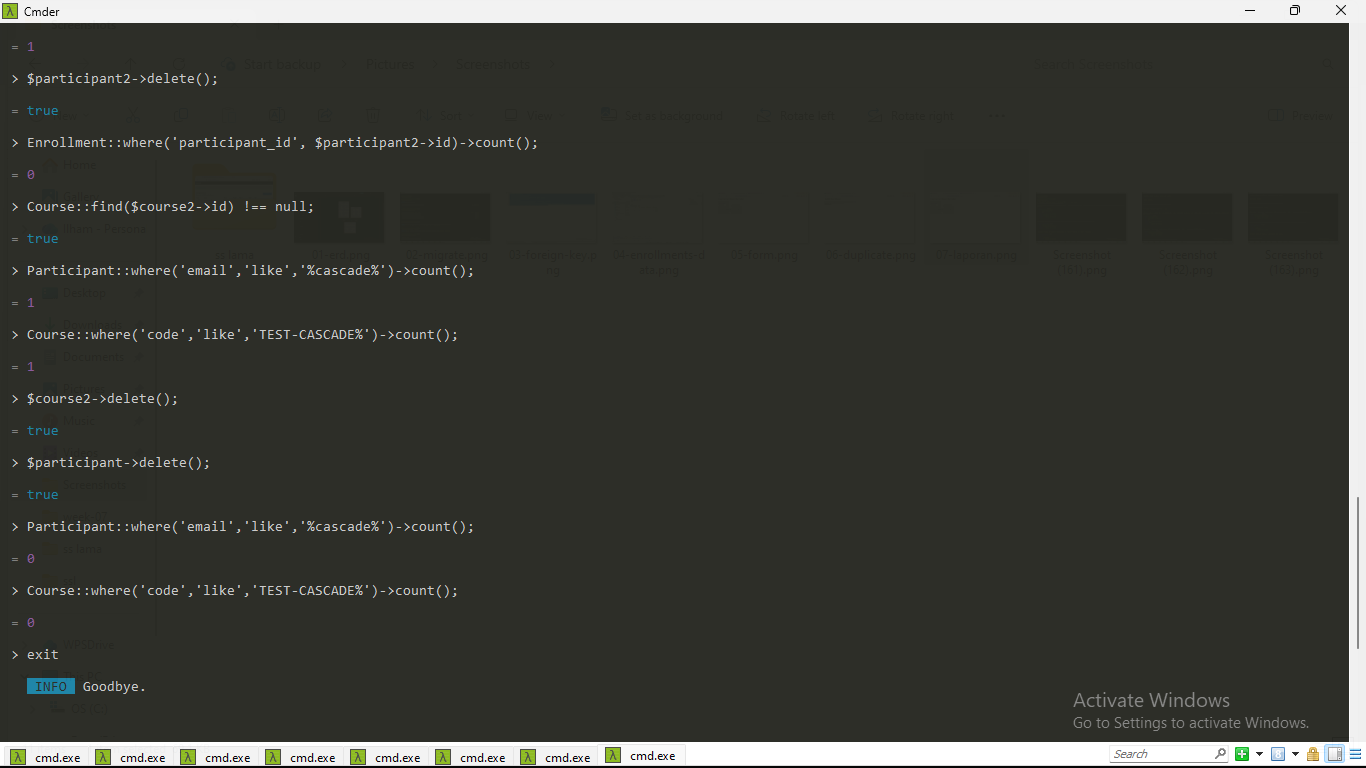 Cmder
= 1
> $participant2->delete();
= true
> Enrollment::where('participant_id', $participant2->id)->count();
= 0
> Course::find($course2->id) !== null;
= true
> Participant::where('email','like','%cascade%')->count();
= 1
> Course::where('code','like','TEST-CASCADE%')->count();
= 1
> $course2->delete();
= true
> $participant->delete();
= true
> Participant::where('email','like','%cascade%')->count();
= 0
> Course::where('code','like','TEST-CASCADE%')->count();
= 0
> exit
INFO Goodbye.
Activate Windows
Go to Settings to activate Windows.
cmd.exe cmd.exe cmd.exe cmd.exe cmd.exe cmd.exe cmd.exe cmd.exe Search